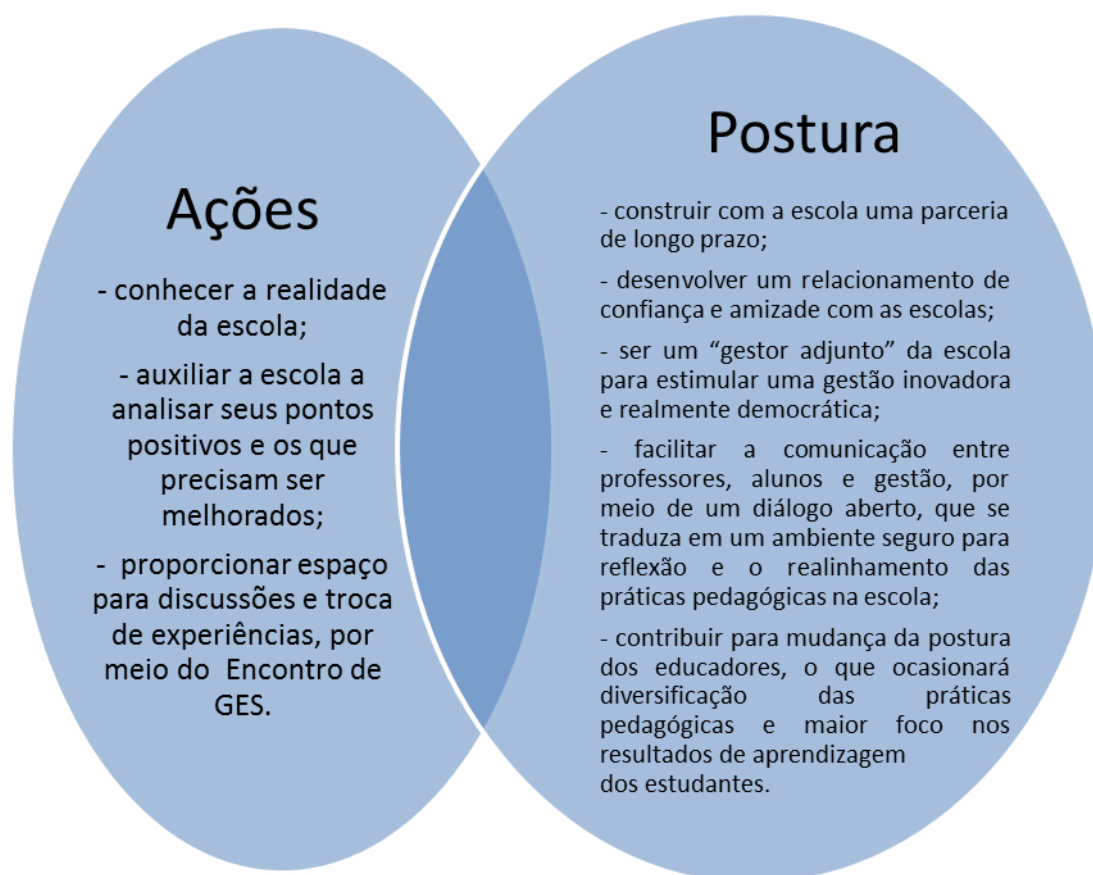 Ações
- conhecer a realidade
da escola;
- auxiliar a escola a
analisar seus pontos
positivos e os que
precisam ser
melhorados;
- proporcionar espaço
para discussões e troca
de experiências, por
meio do Encontro de
GES.
Postura
- construir com a escola uma parceria
de longo prazo;
- desenvolver um relacionamento de
confiança e amizade com as escolas;
- ser um “gestor adjunto” da escola
para estimular uma gestão inovadora
e realmente democrática;
- facilitar a comunicação entre
professores, alunos e gestão, por
meio de um diálogo aberto, que se
traduza em um ambiente seguro para
reflexão e o realinhamento das
práticas pedagógicas na escola;
- contribuir para mudança da postura
dos educadores, o que ocasionará
diversificação das práticas
pedagógicas e maior foco nos
resultados de aprendizagem
dos estudantes.